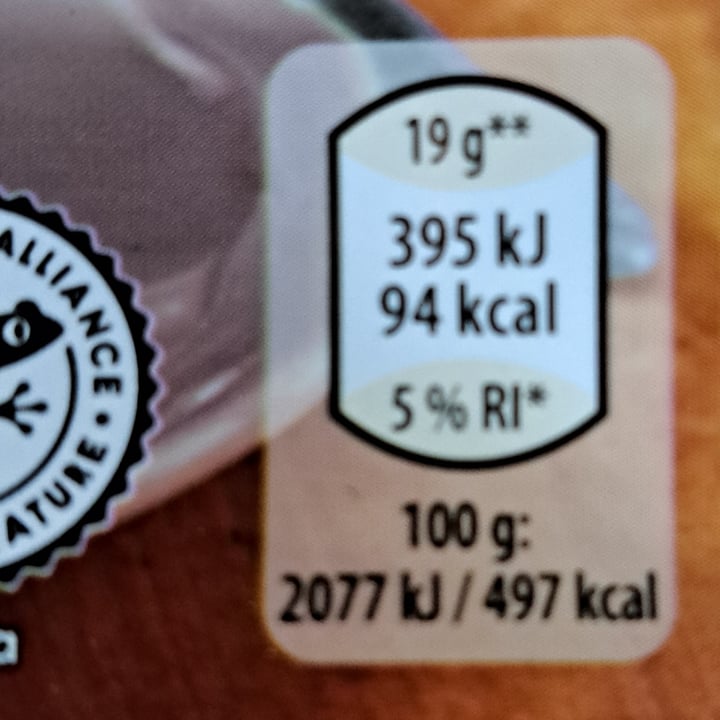 19 g**
395 kJ
94 kcal
5 % RI*
100 g:
2077 kJ / 497 kcal
ALLIANCE